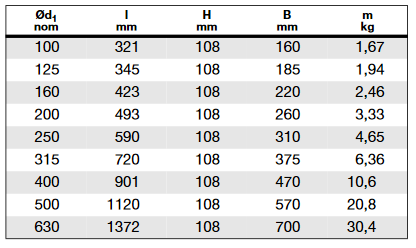 Ød₁ l H B m
nom mm mm mm kg
100 321 108 160 1,67
125 345 108 185 1,94
160 423 108 220 2,46
200 493 108 260 3,33
250 590 108 310 4,65
315 720 108 375 6,36
400 901 108 470 10,6
500 1120 108 570 20,8
630 1372 108 700 30,4